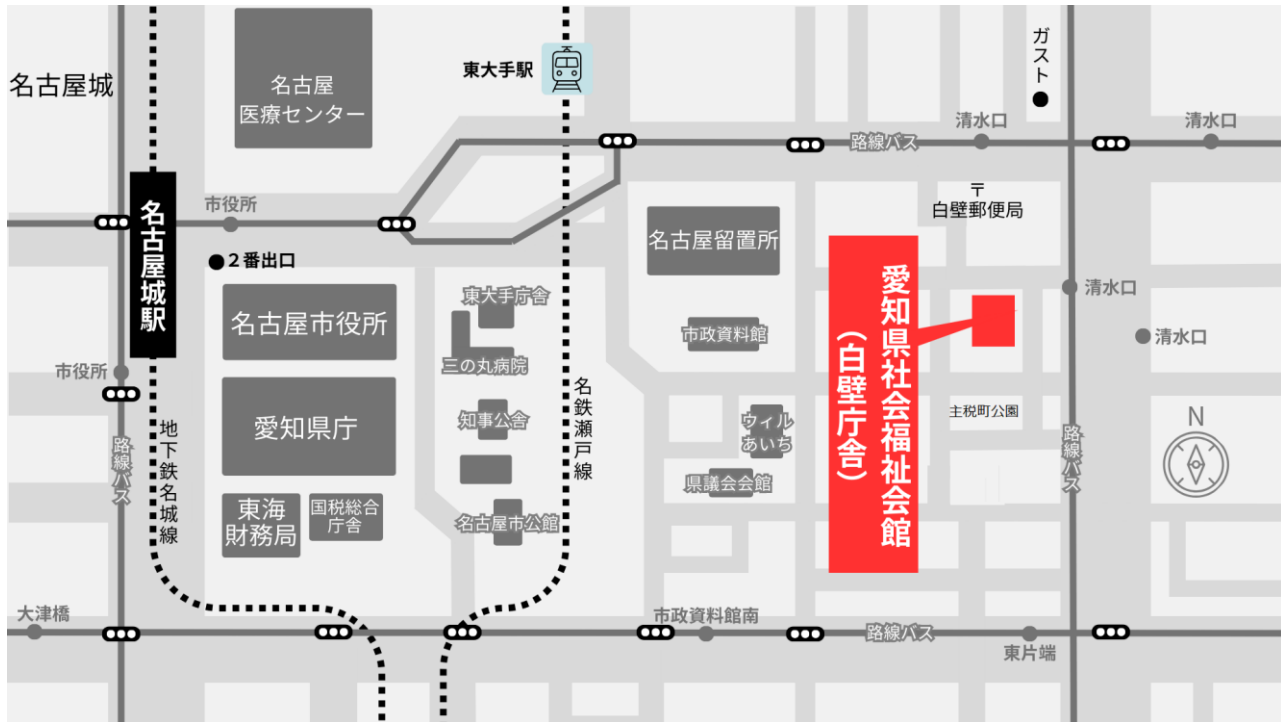 ガスト
東大手駅
名古屋城
名古屋
医療センター
清水口
清水口
路線バス
〒
白壁郵便局
市役所
名古屋城駅
２番出口
名古屋留置所
愛知県社会福祉会館
（白壁庁舎）
清水口
東大手庁舎
名古屋市役所
市政資料館
清水口
三の丸病院
市役所
名鉄瀬戸線
主税町公園
N
知事公舎
ウィル
あいち
愛知県庁
地下鉄名城線
路線バス
路線バス
県議会会館
東海
財務局
国税総合
庁舎
名古屋市公館
大津橋
市政資料館南
路線バス
東片端